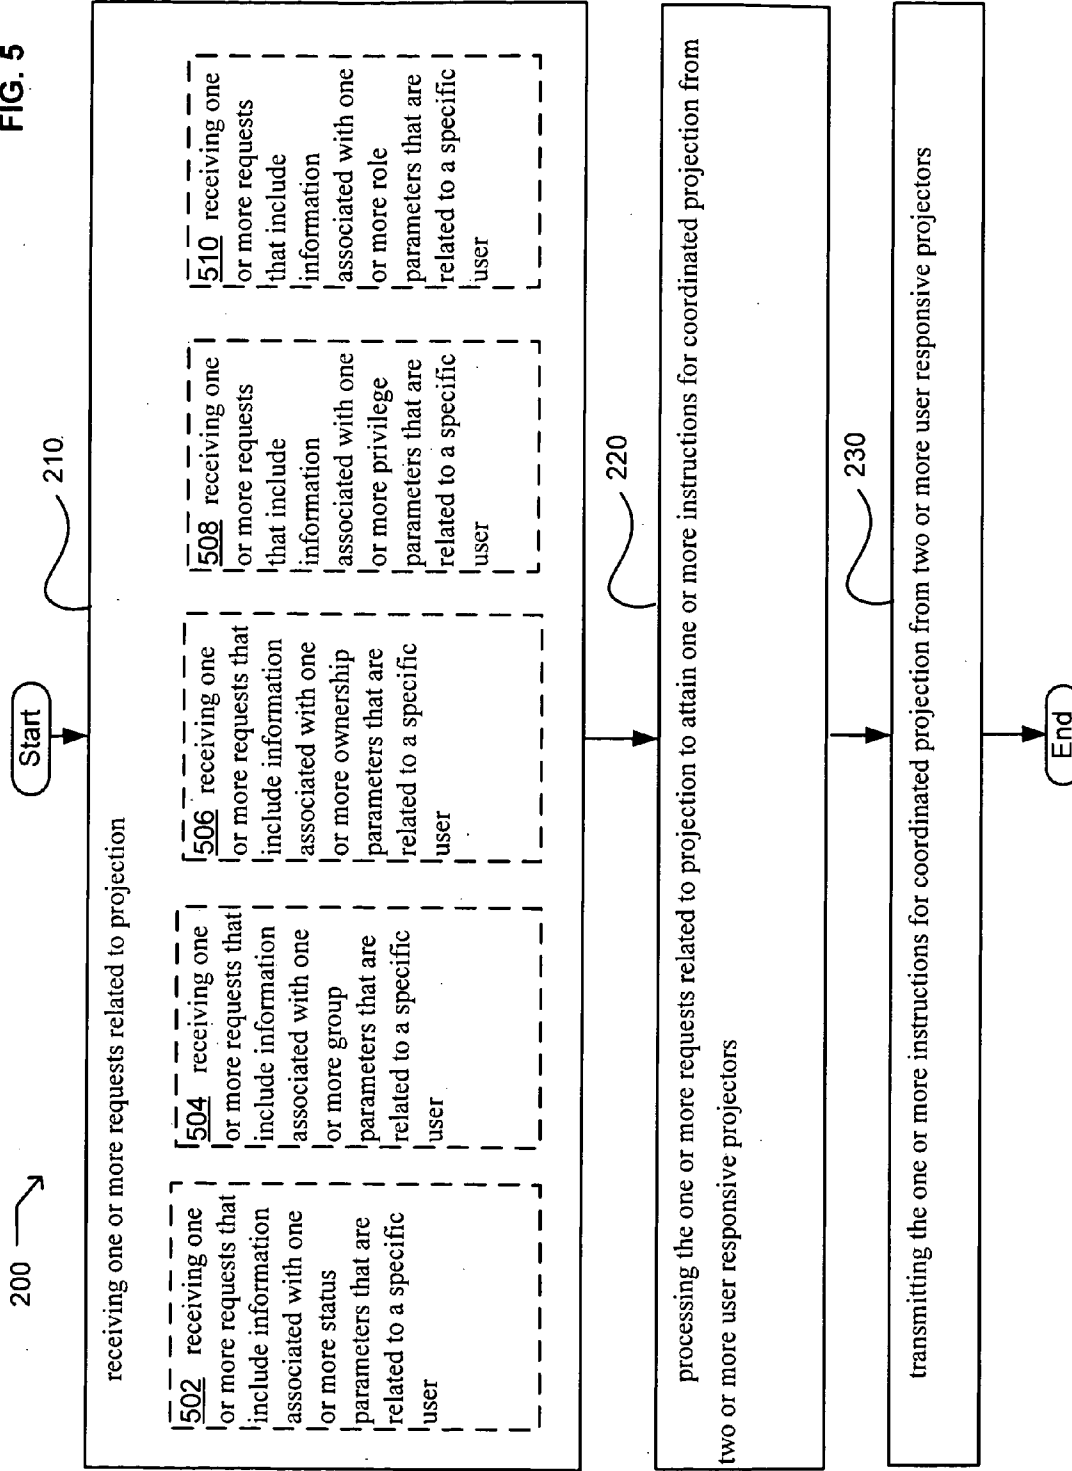 FIG. 5
200
Start
210
receiving one or more requests related to projection
502 receiving one
or more requests that
include information
associated with one
or more status
parameters that are
related to a specific
user
504 receiving one
or more requests that
include information
associated with one
or more group
parameters that are
related to a specific
user
506 receiving one
or more requests that
include information
associated with one
or more ownership
parameters that are
related to a specific
user
508 receiving one
or more requests
that include
information
associated with one
or more privilege
parameters that are
related to a specific
user
510 receiving one
or more requests
that include
information
associated with one
or more role
parameters that are
related to a specific
user
220
processing the one or more requests related to projection to attain one or more instructions for coordinated projection from
two or more user responsive projectors
230
transmitting the one or more instructions for coordinated projection from two or more user responsive projectors
End